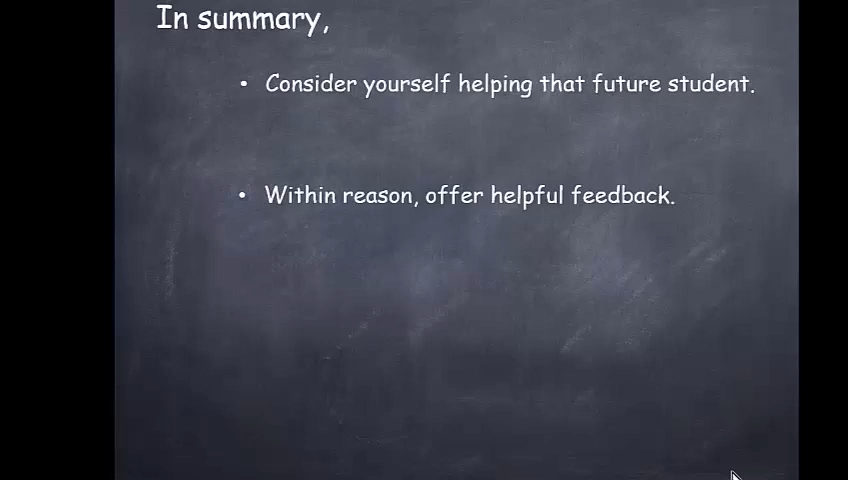 In summary,
• Consider yourself helping that future student.
• Within reason, offer helpful feedback.